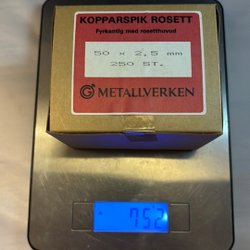 KOPPARSPIK ROSETT
Fyrkantig med rosetthuvud
50 x 2,5 mm
250 ST.
METALLVERKEN
752